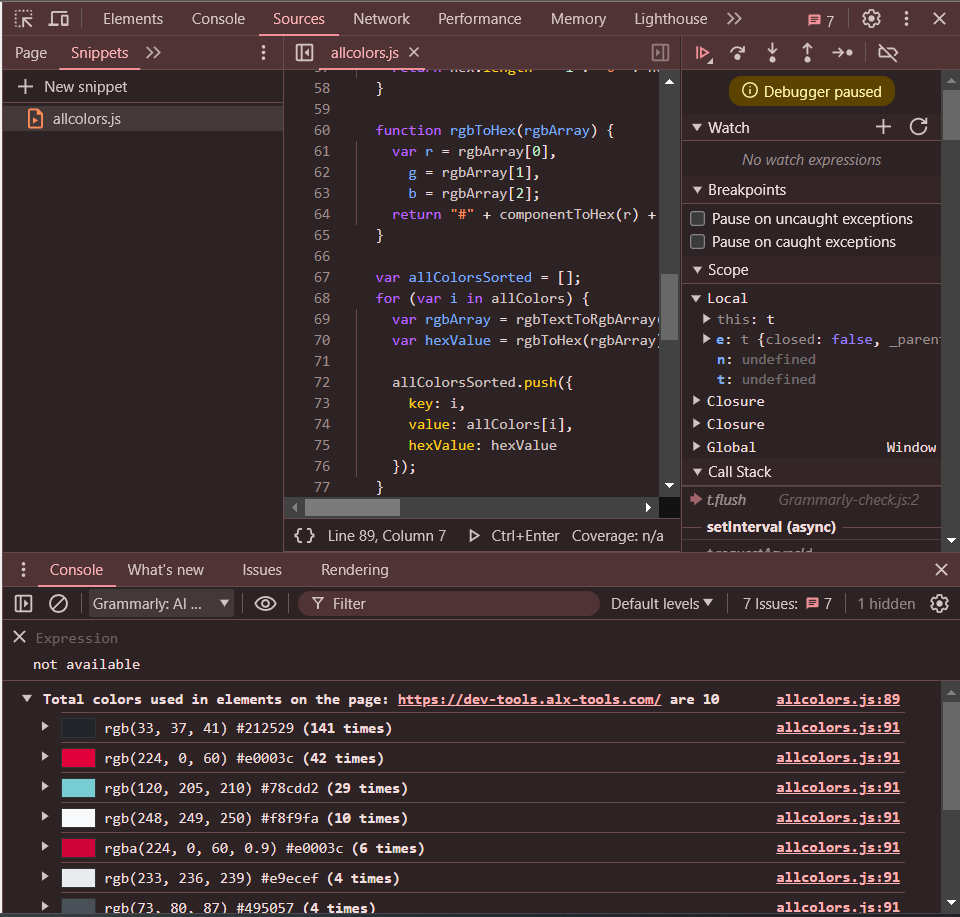 Elements Console Sources Network Performance Memory Lighthouse 7
Page Snippets allcolors.js
New snippet
allcolors.js
58 }
59
60 function rgbToHex(rgbArray) {
61 var r = rgbArray[0],
62 g = rgbArray[1],
63 b = rgbArray[2];
64 return "#" + componentToHex(r) +
65 }
66
67 var allColorsSorted = [];
68 for (var i in allColors) {
69 var rgbArray = rgbTextToRgbArray(
70 var hexValue = rgbToHex(rgbArray)
71
72 allColorsSorted.push({
73 key: i,
74 value: allColors[i],
75 hexValue: hexValue
76 });
77 }
{} Line 89, Column 7 Ctrl+Enter Coverage: n/a
Debugger paused
Watch
No watch expressions
Breakpoints
Pause on uncaught exceptions
Pause on caught exceptions
Scope
Local
this: t
e: t {closed: false, _parent
n: undefined
t: undefined
Closure
Closure
Global Window
Call Stack
t.flush Grammarly-check.js:2
setInterval (async)
Console What's new Issues Rendering
Grammarly: AI ... Filter Default levels 7 Issues: 7 1 hidden
Expression
not available
Total colors used in elements on the page: https://dev-tools.alx-tools.com/ are 10 allcolors.js:89
rgb(33, 37, 41) #212529 (141 times) allcolors.js:91
rgb(224, 0, 60) #e0003c (42 times) allcolors.js:91
rgb(120, 205, 210) #78cdd2 (29 times) allcolors.js:91
rgb(248, 249, 250) #f8f9fa (10 times) allcolors.js:91
rgba(224, 0, 60, 0.9) #e0003c (6 times) allcolors.js:91
rgb(233, 236, 239) #e9ecef (4 times) allcolors.js:91
rgb(73, 80, 87) #495057 (4 times) allcolors.js:91